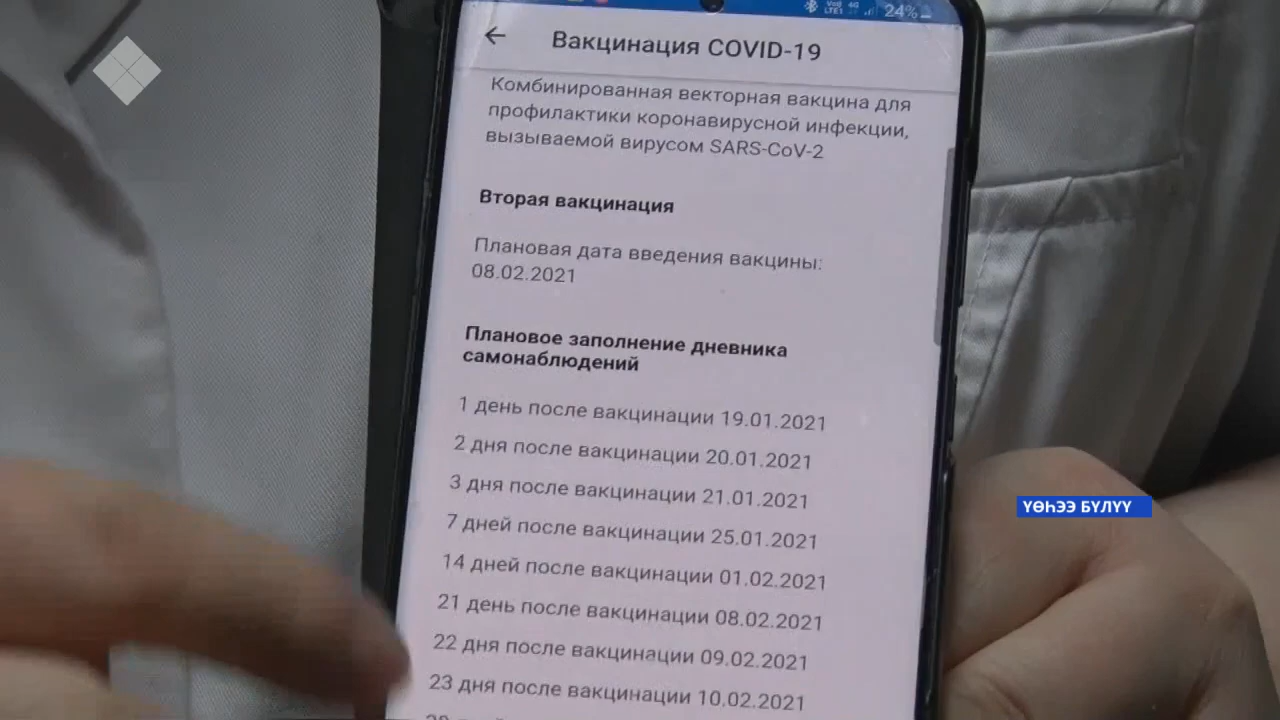 24%
Вакцинация COVID-19
Комбинированная векторная вакцина для
профилактики коронавирусной инфекции,
вызываемой вирусом SARS-CoV-2
Вторая вакцинация
Плановая дата введения вакцины:
08.02.2021
Плановое заполнение дневника
самонаблюдений
1 день после вакцинации 19.01.2021
2 дня после вакцинации 20.01.2021
3 дня после вакцинации 21.01.2021
7 дней после вакцинации 25.01.2021
14 дней после вакцинации 01.02.2021
21 день после вакцинации 08.02.2021
22 дня после вакцинации 09.02.2021
23 дня после вакцинации 10.02.2021
ҮӨҺЭЭ БҮЛҮҮ